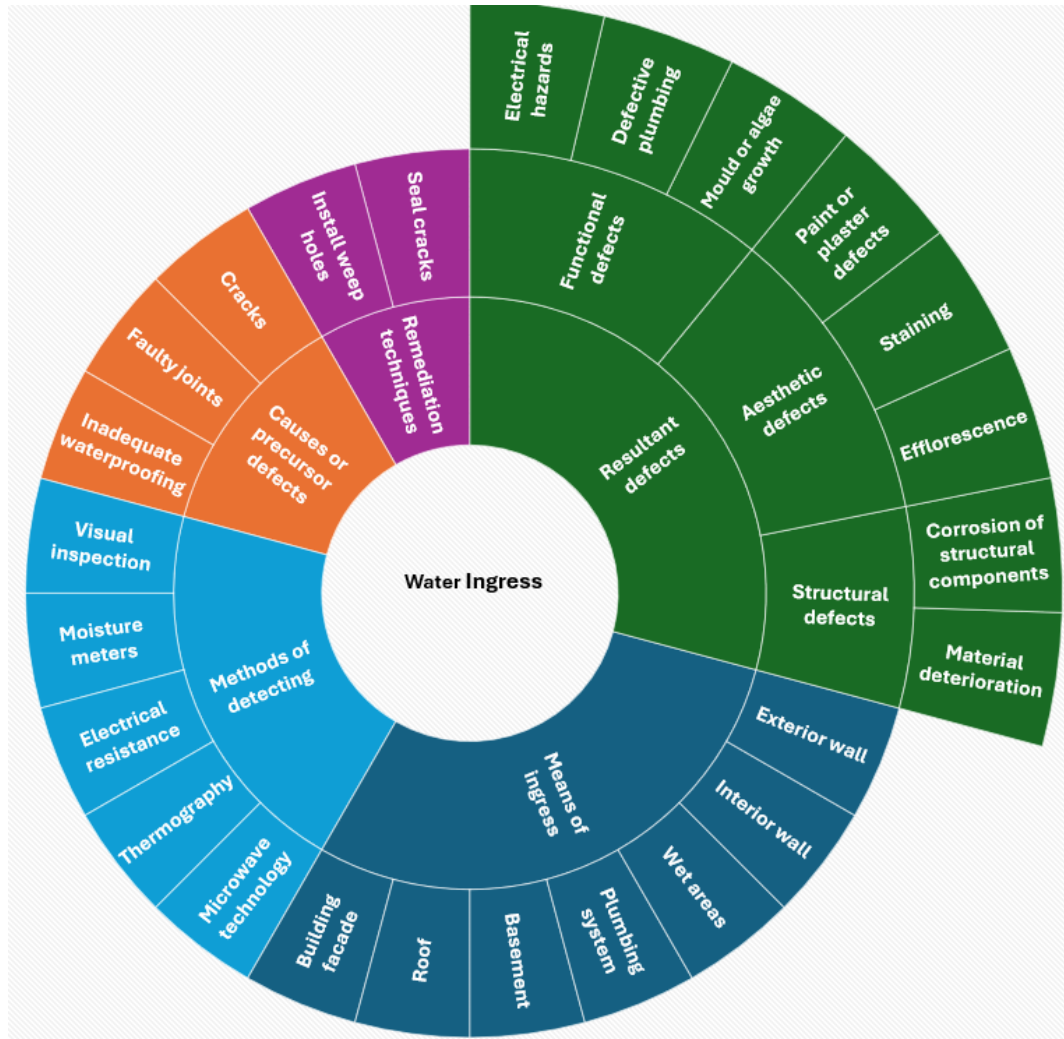 Water Ingress
Resultant
defects
Functional
defects
Electrical
hazards
Defective
plumbing
Mould or algae
growth
Aesthetic
defects
Paint or
plaster
defects
Staining
Efflorescence
Structural
defects
Corrosion of
structural
components
Material
deterioration
Means of
ingress
Exterior wall
Interior wall
Wet areas
Plumbing
system
Basement
Roof
Building
facade
Methods of
detecting
Microwave
technology
Thermography
Electrical
resistance
Moisture
meters
Visual
inspection
Causes or
precursor
defects
Inadequate
waterproofing
Faulty joints
Cracks
Remediation
techniques
Install weep
holes
Seal cracks